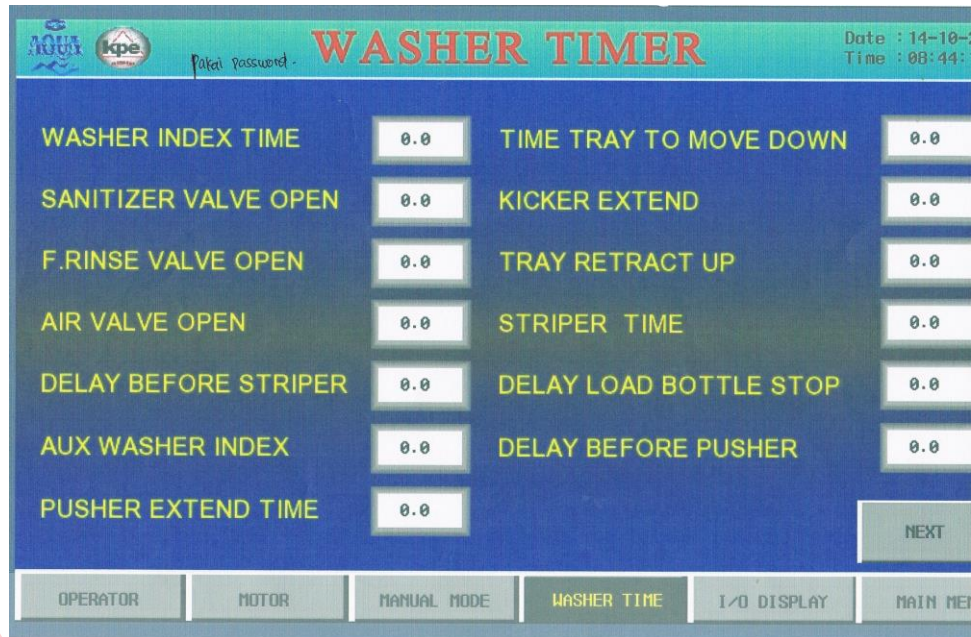 AQUA
kpe
Pakai password.
WASHER TIMER
Date : 14-10-
Time : 08:44:
WASHER INDEX TIME 0.0
TIME TRAY TO MOVE DOWN 0.0
SANITIZER VALVE OPEN 0.0
KICKER EXTEND 0.0
F.RINSE VALVE OPEN 0.0
TRAY RETRACT UP 0.0
AIR VALVE OPEN 0.0
STRIPER TIME 0.0
DELAY BEFORE STRIPER 0.0
DELAY LOAD BOTTLE STOP 0.0
AUX WASHER INDEX 0.0
DELAY BEFORE PUSHER 0.0
PUSHER EXTEND TIME 0.0
NEXT
OPERATOR MOTOR MANUAL MODE WASHER TIME I/O DISPLAY MAIN